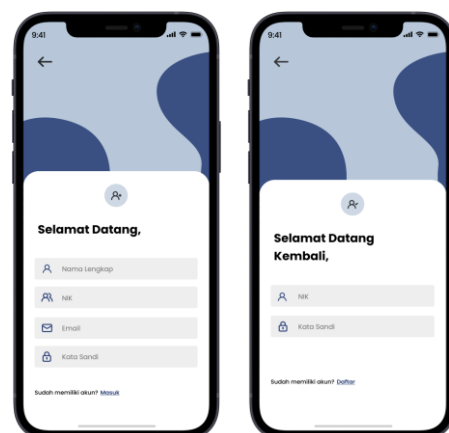 9:41
Selamat Datang,
Nama Lengkap
NIK
Email
Kata Sandi
Sudah memiliki akun? Masuk
9:41
Selamat Datang
Kembali,
NIK
Kata Sandi
Sudah memiliki akun? Daftar